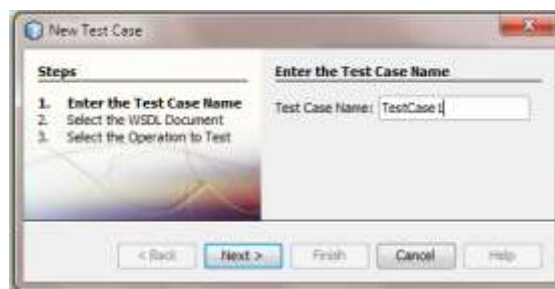 New Test Case
Steps
1. Enter the Test Case Name
2. Select the WSDL Document
3. Select the Operation to Test
Enter the Test Case Name
Test Case Name: TestCase1
< Back
Next >
Finish
Cancel
Help